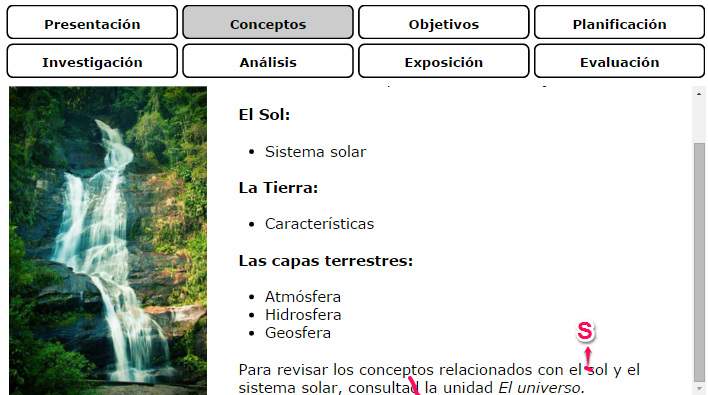 Presentación
Conceptos
Objetivos
Planificación
Investigación
Análisis
Exposición
Evaluación
El Sol:
Sistema solar
La Tierra:
Características
Las capas terrestres:
Atmósfera
Hidrosfera
Geosfera
S
Para revisar los conceptos relacionados con el sol y el
sistema solar, consultad la unidad El universo.